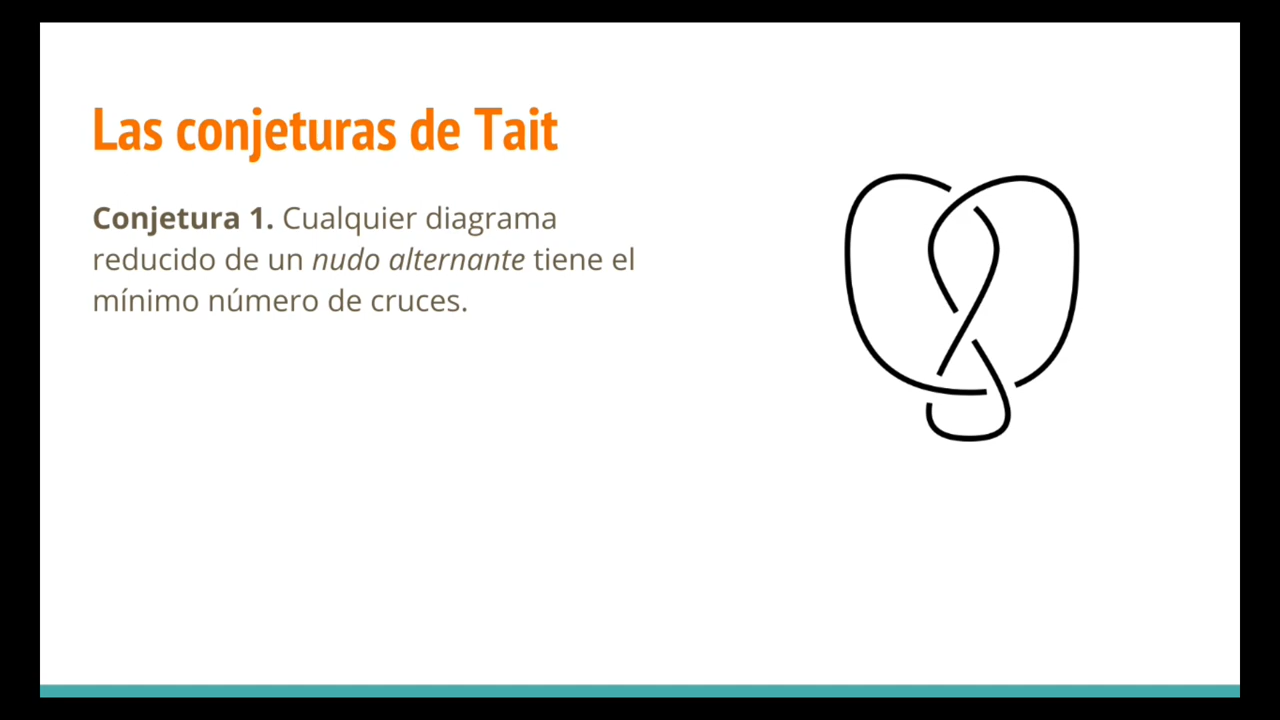 Las conjeturas de Tait
Conjetura 1. Cualquier diagrama
reducido de un nudo alternante tiene el
mínimo número de cruces.